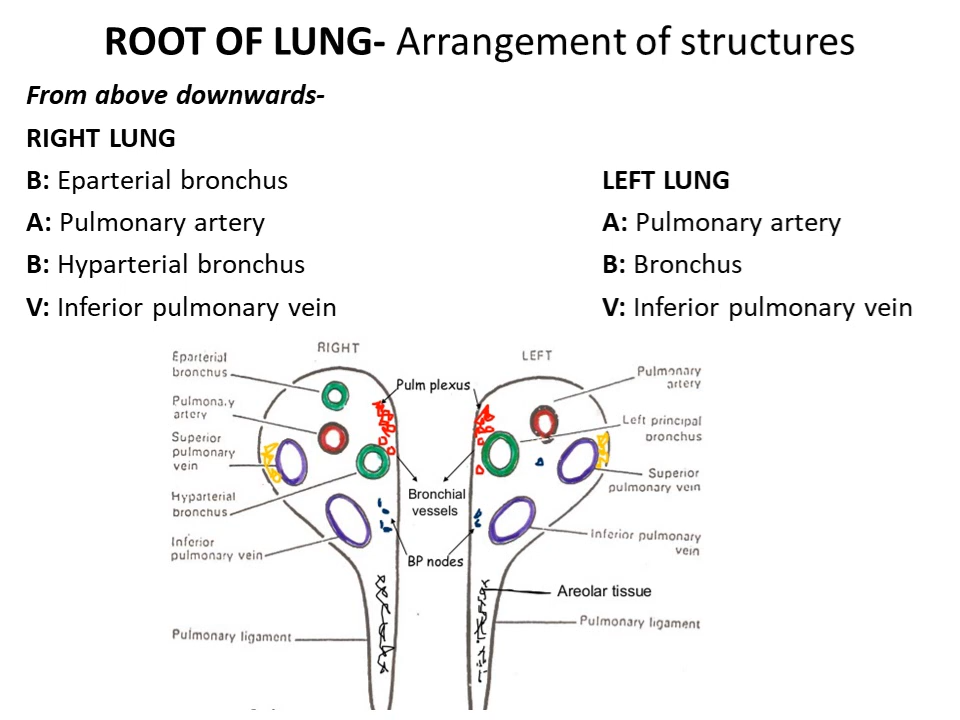 ROOT OF LUNG- Arrangement of structures
From above downwards-
RIGHT LUNG
B: Eparterial bronchus
A: Pulmonary artery
B: Hyparterial bronchus
V: Inferior pulmonary vein
LEFT LUNG
A: Pulmonary artery
B: Bronchus
V: Inferior pulmonary vein
RIGHT
LEFT
Eparterial
bronchus
Pulmonary
artery
Superior
pulmonary
vein
Hyparterial
bronchus
Inferior
pulmonary vein
Pulmonary ligament
Pulm plexus
Bronchial
vessels
BP nodes
Pulmonary
artery
Left principal
bronchus
Superior
pulmonary vein
Inferior pulmonary
vein
Areolar tissue
Pulmonary ligament